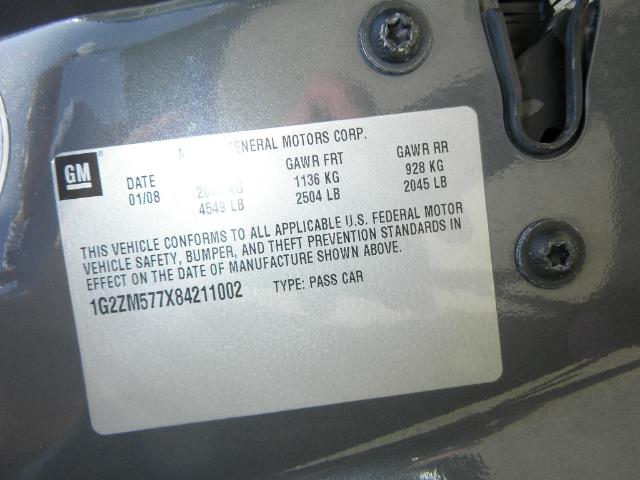 GM
GENERAL MOTORS CORP.
DATE GAWR FRT GAWR RR
01/08 KG 1136 KG 928 KG
4549 LB 2504 LB 2045 LB
THIS VEHICLE CONFORMS TO ALL APPLICABLE U.S. FEDERAL MOTOR
VEHICLE SAFETY, BUMPER, AND THEFT PREVENTION STANDARDS IN
EFFECT ON THE DATE OF MANUFACTURE SHOWN ABOVE.
1G2ZM577X84211002 TYPE: PASS CAR